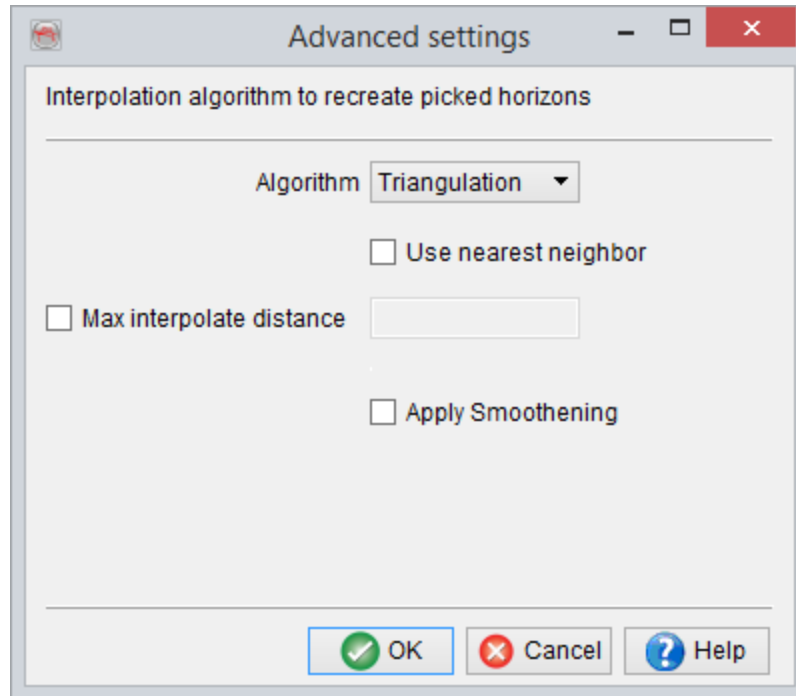 Advanced settings
Interpolation algorithm to recreate picked horizons
Algorithm Triangulation
Use nearest neighbor
Max interpolate distance
Apply Smoothening
OK Cancel Help